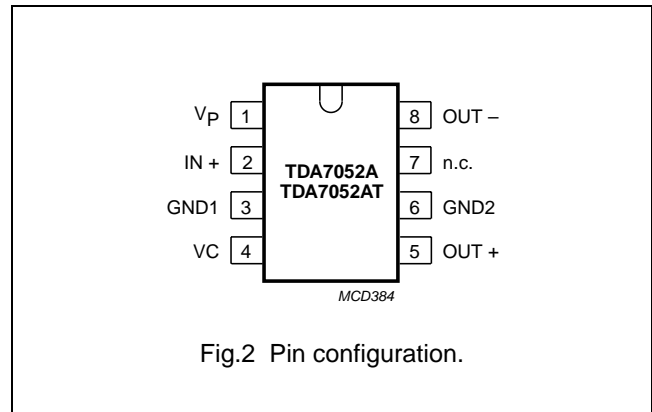 VP 1
IN + 2
GND1 3
VC 4
TDA7052A
TDA7052AT
8 OUT –
7 n.c.
6 GND2
5 OUT +
MCD384
Fig.2 Pin configuration.